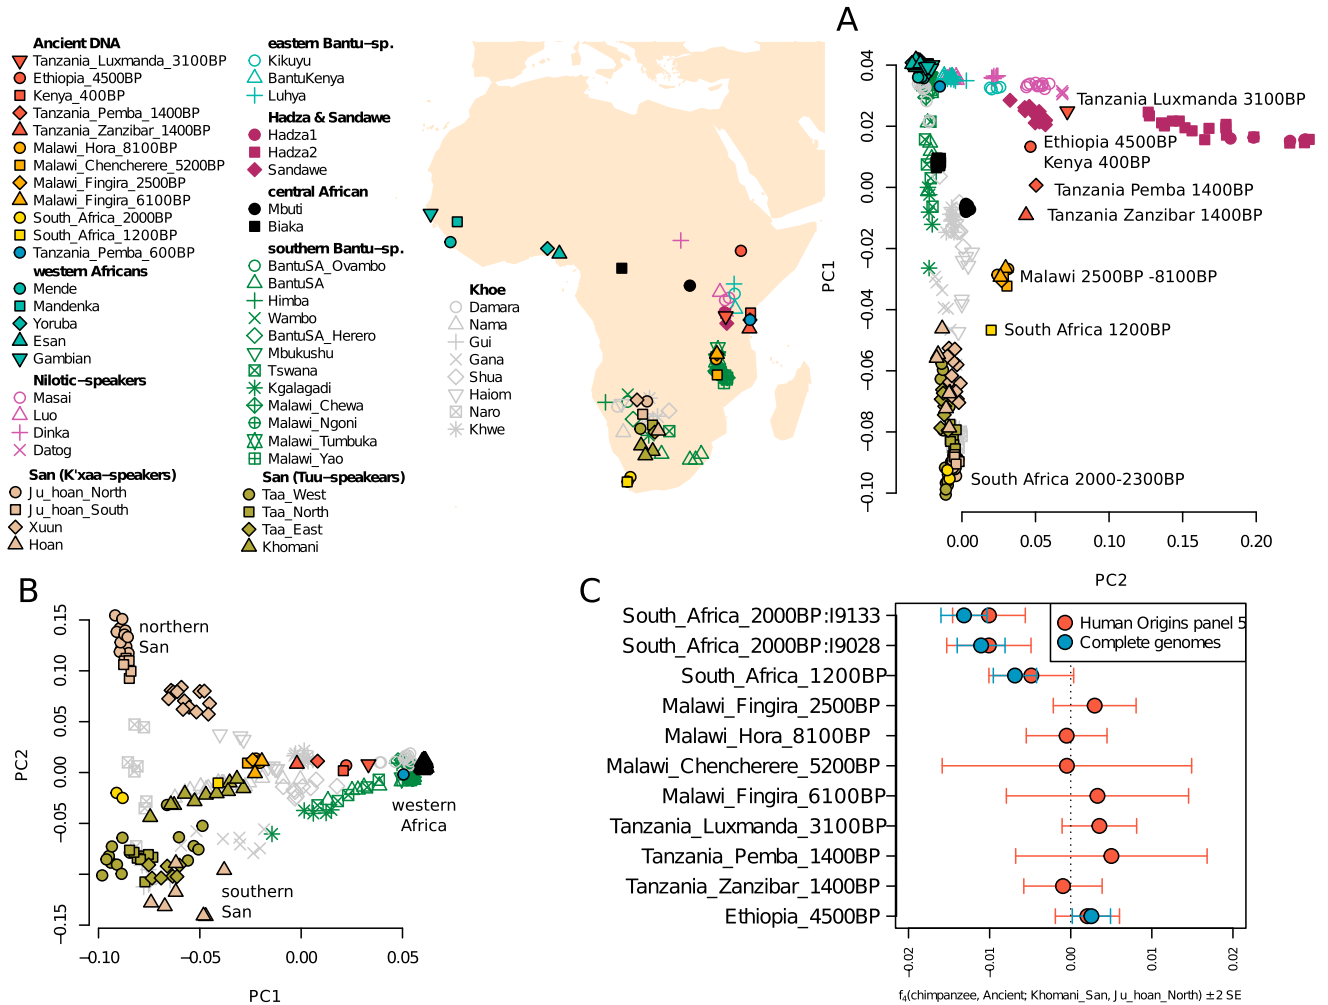 Ancient DNA
Tanzania_Luxmanda_3100BP
Ethiopia_4500BP
Kenya_400BP
Tanzania_Pemba_1400BP
Tanzania_Zanzibar_1400BP
Malawi_Hora_8100BP
Malawi_Chencherere_5200BP
Malawi_Fingira_2500BP
Malawi_Fingira_6100BP
South_Africa_2000BP
South_Africa_1200BP
Tanzania_Pemba_600BP
western Africans
Mende
Mandenka
Yoruba
Esan
Gambian
Nilotic-speakers
Masai
Luo
Dinka
Datog
San (K'xaa-speakers)
Ju_hoan_North
Ju_hoan_South
Xuun
Hoan
eastern Bantu-sp.
Kikuyu
BantuKenya
Luhya
Hadza & Sandawe
Hadza1
Hadza2
Sandawe
central African
Mbuti
Biaka
southern Bantu-sp.
BantuSA_Ovambo
BantuSA
Himba
Wambo
BantuSA_Herero
Mbukushu
Tswana
Kgalagadi
Malawi_Chewa
Malawi_Ngoni
Malawi_Tumbuka
Malawi_Yao
San (Tuu-speakears)
Taa_West
Taa_North
Taa_East
Khomani
Khoe
Damara
Nama
Gui
Gana
Shua
Haiom
Naro
Khwe
A
PC1
0.04
0.02
0.00
−0.02
−0.04
−0.06
−0.08
−0.10
Tanzania Luxmanda 3100BP
Ethiopia 4500BP
Kenya 400BP
Tanzania Pemba 1400BP
Tanzania Zanzibar 1400BP
Malawi 2500BP -8100BP
South Africa 1200BP
South Africa 2000-2300BP
0.00
0.05
0.10
0.15
0.20
PC2
B
PC2
0.15
0.10
0.05
0.00
−0.05
−0.15
northern
San
western
Africa
southern
San
−0.10
−0.05
0.00
0.05
PC1
C
South_Africa_2000BP:I9133
South_Africa_2000BP:I9028
South_Africa_1200BP
Malawi_Fingira_2500BP
Malawi_Hora_8100BP
Malawi_Chencherere_5200BP
Malawi_Fingira_6100BP
Tanzania_Luxmanda_3100BP
Tanzania_Pemba_1400BP
Tanzania_Zanzibar_1400BP
Ethiopia_4500BP
Human Origins panel 5
Complete genomes
−0.02
−0.01
0.00
0.01
0.02
f4(chimpanzee, Ancient; Khomani_San, Ju_hoan_North) ±2 SE